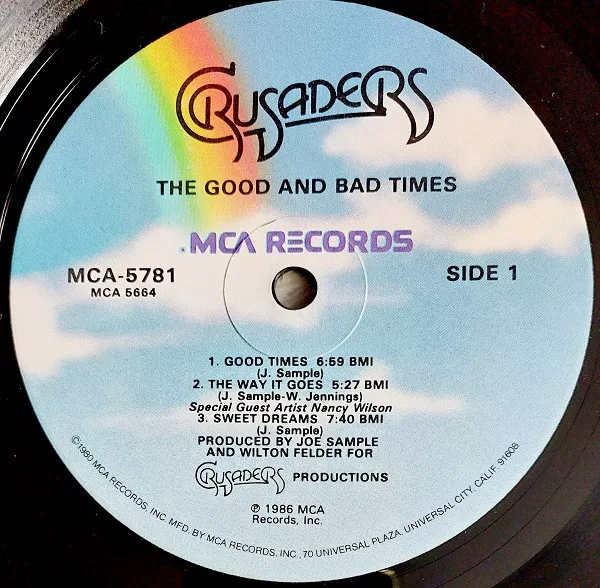 CRUSADERS
THE GOOD AND BAD TIMES
MCA RECORDS
MCA-5781
MCA 5664
SIDE 1
1. GOOD TIMES 6:59 BMI
(J. Sample)
2. THE WAY IT GOES 5:27 BMI
(J. Sample-W. Jennings)
Special Guest Artist Nancy Wilson
3. SWEET DREAMS 7:40 BMI
(J. Sample)
PRODUCED BY JOE SAMPLE
AND WILTON FELDER FOR
CRUSADERS PRODUCTIONS
℗ 1986 MCA
Records, Inc.
©1980 MCA RECORDS, INC. MFD. BY MCA RECORDS, INC., 70 UNIVERSAL PLAZA, UNIVERSAL CITY, CALIF. 91608